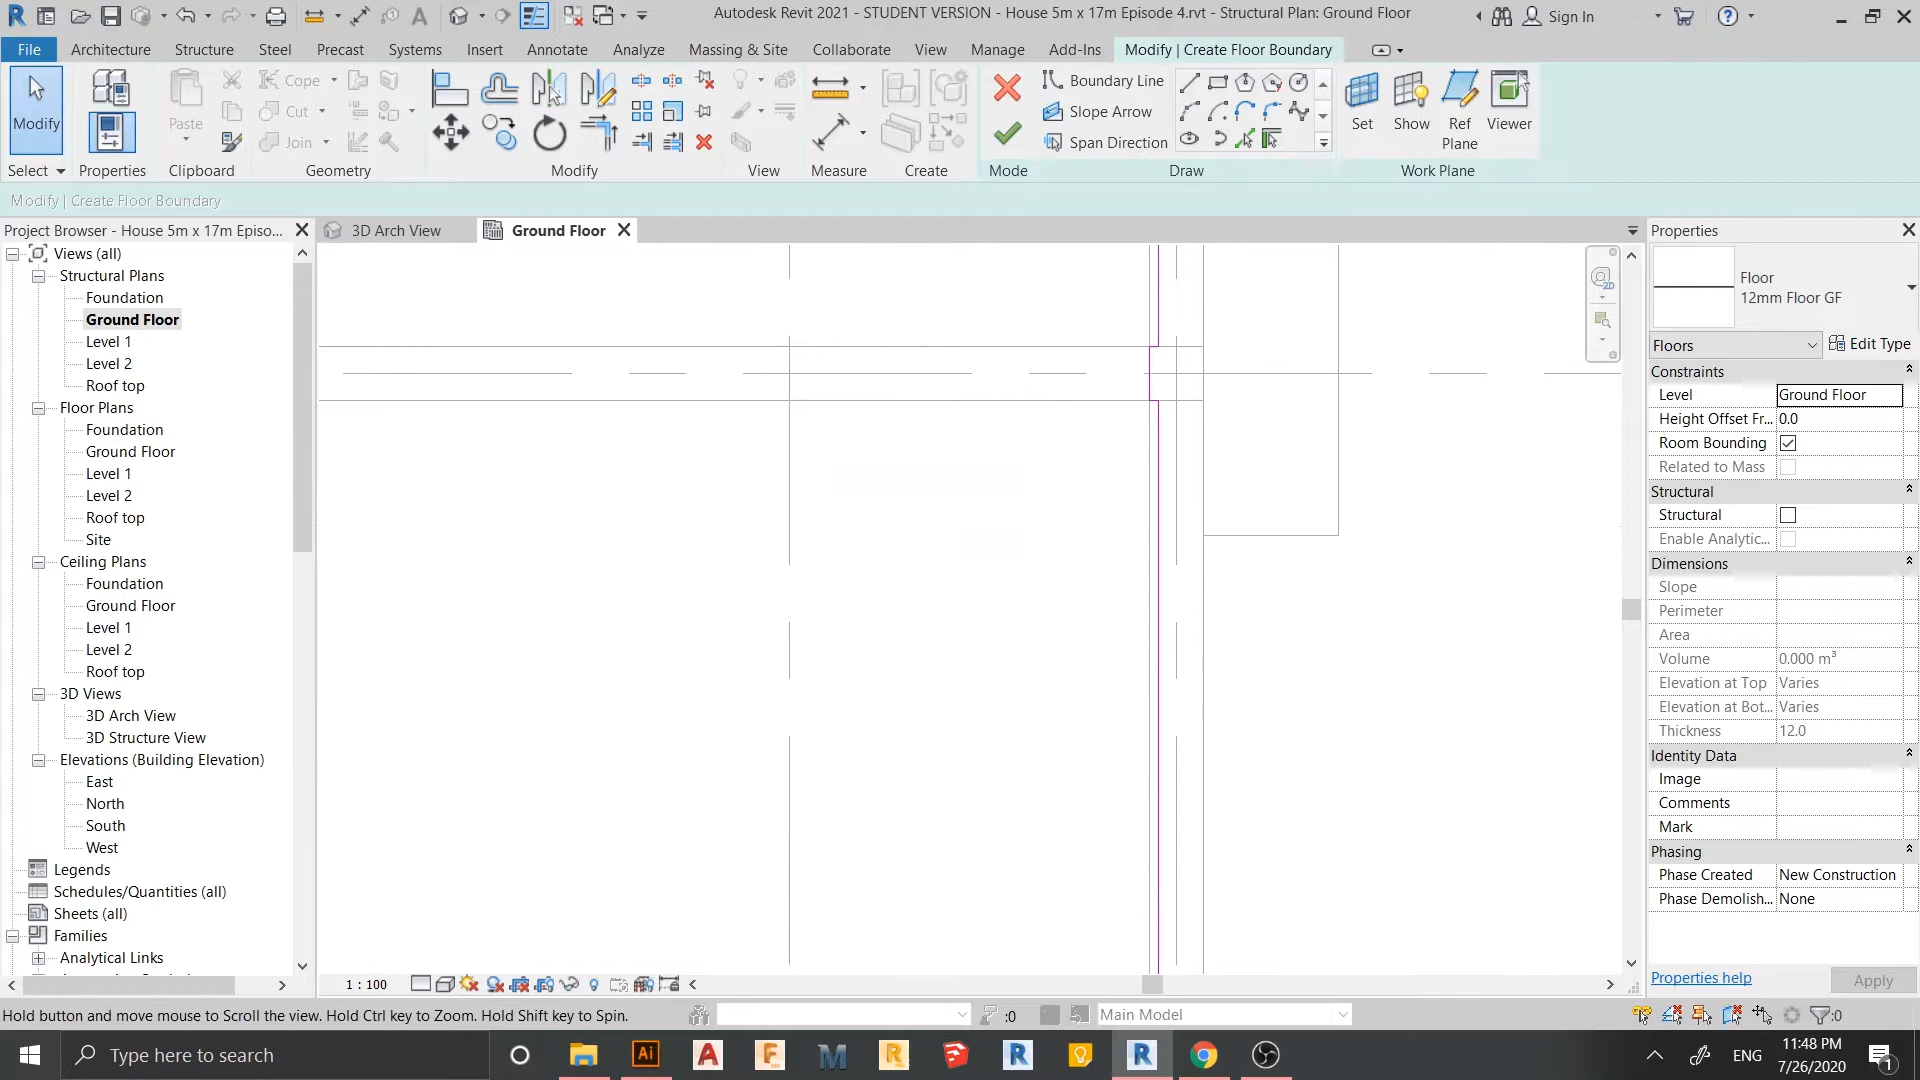 Autodesk Revit 2021 - STUDENT VERSION - House 5m x 17m Episode 4.rvt - Structural Plan: Ground Floor
Sign In
File Architecture Structure Steel Precast Systems Insert Annotate Analyze Massing & Site Collaborate View Manage Add-Ins Modify | Create Floor Boundary
Modify
Paste
Cope
Cut
Join
Boundary Line
Slope Arrow
Span Direction
Set Show Ref Plane Viewer
Select Properties Clipboard Geometry Modify View Measure Create Mode Draw Work Plane
Modify | Create Floor Boundary
Project Browser - House 5m x 17m Episo...
Views (all)
Structural Plans
Foundation
Ground Floor
Level 1
Level 2
Roof top
Floor Plans
Foundation
Ground Floor
Level 1
Level 2
Roof top
Site
Ceiling Plans
Foundation
Ground Floor
Level 1
Level 2
Roof top
3D Views
3D Arch View
3D Structure View
Elevations (Building Elevation)
East
North
South
West
Legends
Schedules/Quantities (all)
Sheets (all)
Families
Analytical Links
3D Arch View
Ground Floor
2D
1 : 100
Properties
Floor
12mm Floor GF
Floors
Edit Type
Constraints
Level Ground Floor
Height Offset Fr... 0.0
Room Bounding
Related to Mass
Structural
Structural
Enable Analytic...
Dimensions
Slope
Perimeter
Area
Volume 0.000 m³
Elevation at Top Varies
Elevation at Bot... Varies
Thickness 12.0
Identity Data
Image
Comments
Mark
Phasing
Phase Created New Construction
Phase Demolish... None
Properties help
Apply
Hold button and move mouse to Scroll the view. Hold Ctrl key to Zoom. Hold Shift key to Spin.
:0
Main Model
:0
Type here to search
ENG
11:48 PM
7/26/2020
1